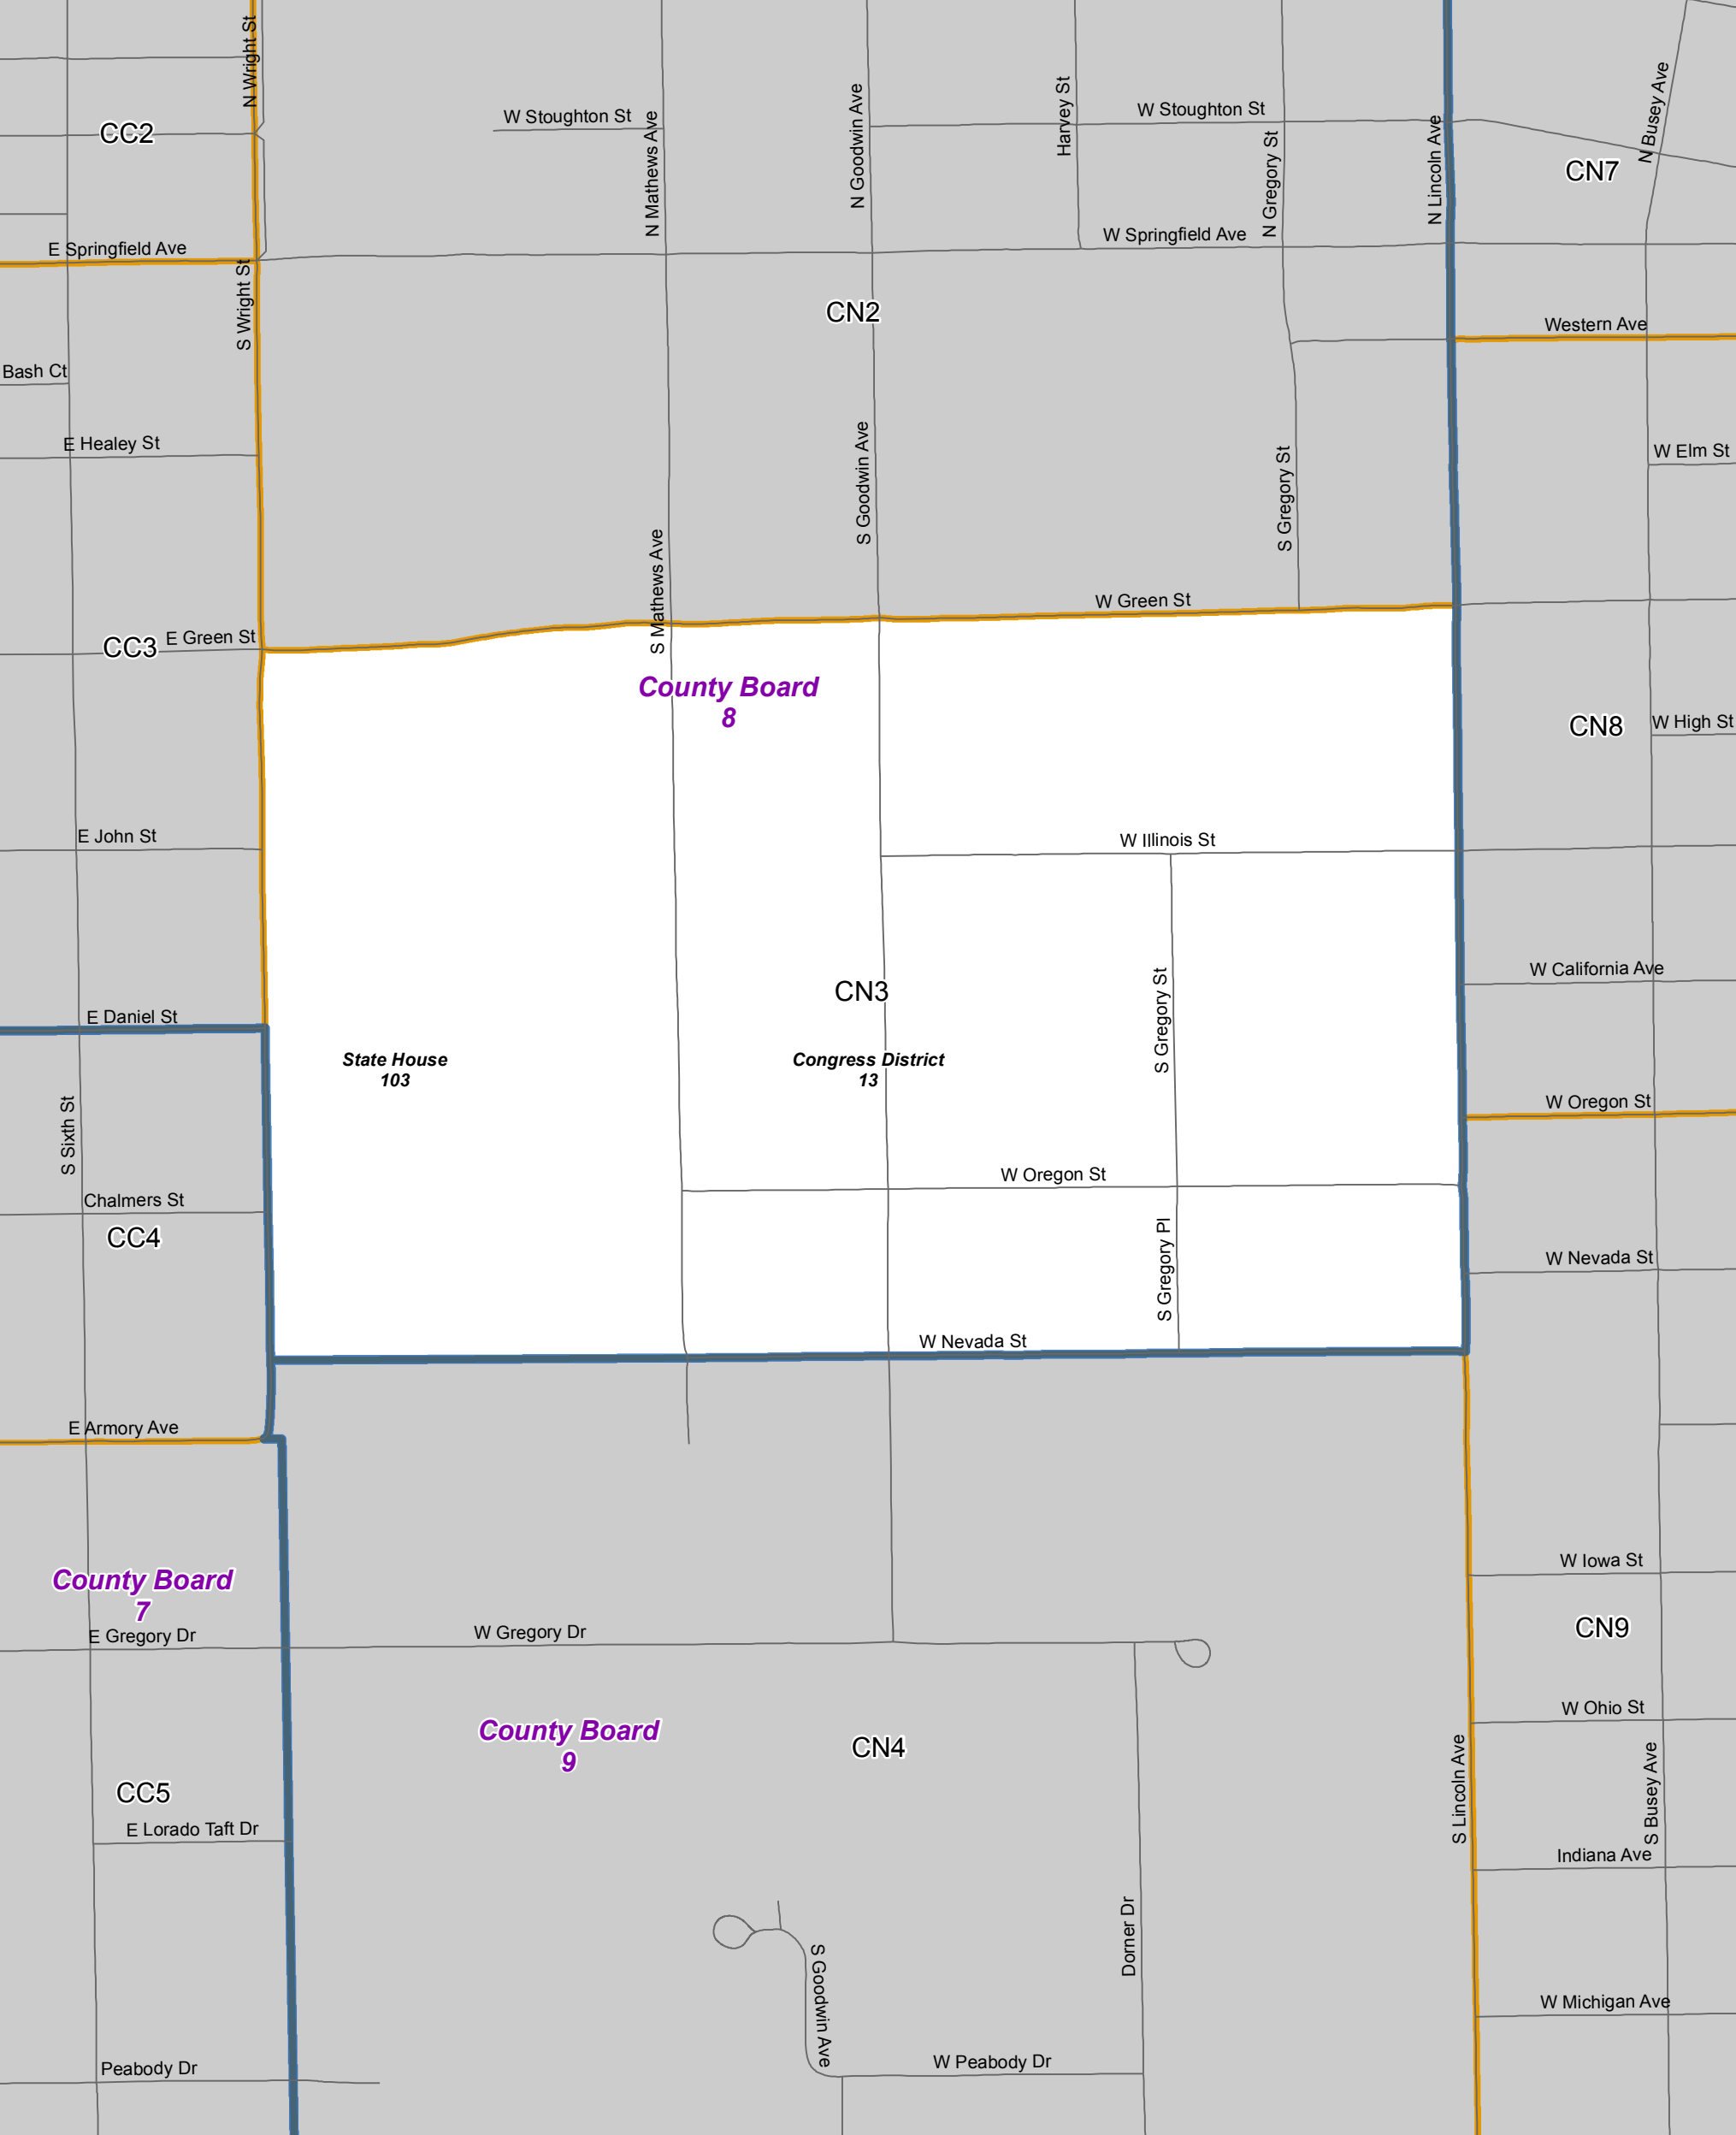 N Wright St
CC2
W Stoughton St
N Mathews Ave
N Goodwin Ave
Harvey St
W Stoughton St
N Gregory St
N Lincoln Ave
N Busey Ave
CN7
E Springfield Ave
W Springfield Ave
S Wright St
CN2
Western Ave
Bash Ct
E Healey St
S Goodwin Ave
S Gregory St
W Elm St
S Mathews Ave
W Green St
E Green St
CC3
County Board
8
CN8
W High St
E John St
W Illinois St
W California Ave
CN3
S Gregory St
E Daniel St
State House
103
Congress District
13
S Sixth St
W Oregon St
W Oregon St
Chalmers St
CC4
S Gregory Pl
W Nevada St
W Nevada St
E Armory Ave
County Board
7
W Iowa St
E Gregory Dr
W Gregory Dr
CN9
County Board
9
CN4
W Ohio St
CC5
E Lorado Taft Dr
S Lincoln Ave
S Busey Ave
Indiana Ave
Dorner Dr
S Goodwin Ave
W Michigan Ave
Peabody Dr
W Peabody Dr